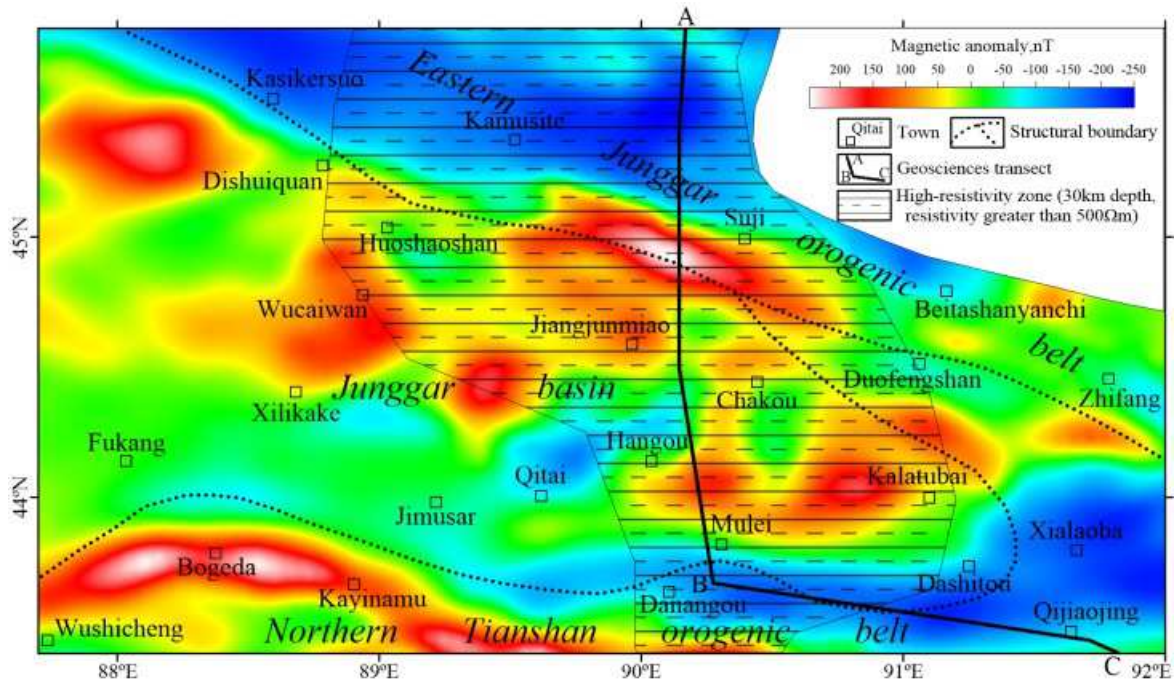 A
Magnetic anomaly,nT
200 150 100 50 0 -50 -100 -150 -200 -250
Qitai Town Structural boundary
A B C Geosciences transect
High-resistivity zone (30km depth,
resistivity greater than 500Ωm)
Kasikersuo
Eastern
Kamusite
Dishuiquan
Junggar
Suji
45°N
Huoshaoshan
orogenic
Wucaiwan
Beitashanyanchi
Jiangjunmiao
belt
Junggar basin
Duofengshan
Xilikake
Chakou
Zhifang
Fukang
Hangou
Qitai
Kalatubai
44°N
Jimusar
Mulei
Xialaoba
Bogeda
Dashitou
Kayinamu
B
Danangou
Qijiaojing
Wushicheng
Northern Tianshan orogenic belt
88°E 89°E 90°E 91°E 92°E
C